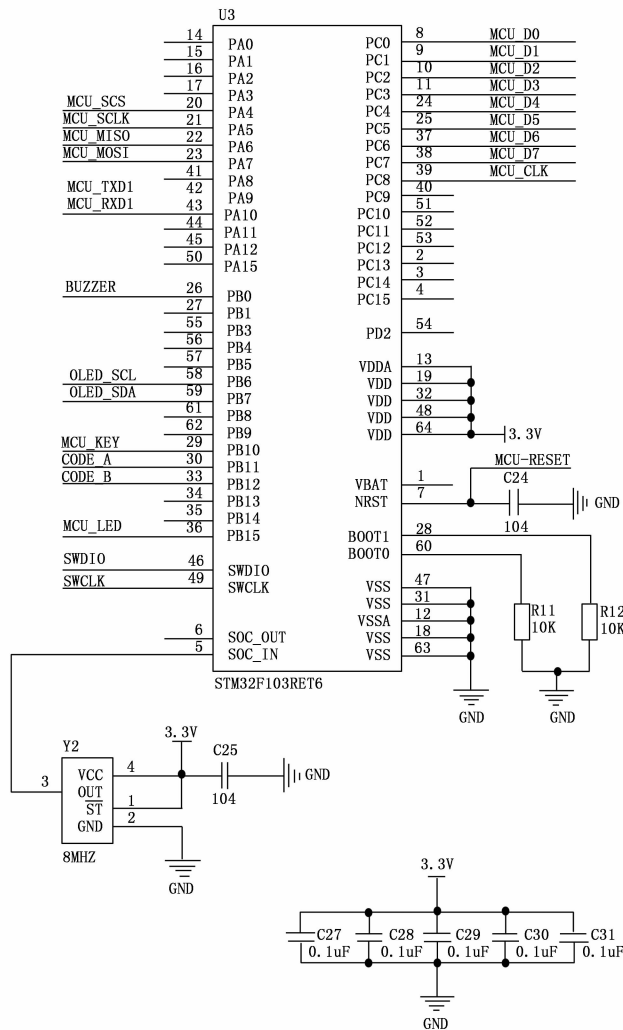 U3
14 PA0
15 PA1
16 PA2
17 PA3
MCU_SCS 20 PA4
MCU_SCLK 21 PA5
MCU_MISO 22 PA6
MCU_MOSI 23 PA7
41 PA8
MCU_TXD1 42 PA9
MCU_RXD1 43 PA10
44 PA11
45 PA12
50 PA15
BUZZER 26 PB0
27 PB1
55 PB3
56 PB4
57 PB5
OLED_SCL 58 PB6
OLED_SDA 59 PB7
61 PB8
62 PB9
MCU_KEY 29 PB10
CODE_A 30 PB11
CODE_B 33 PB12
34 PB13
35 PB14
MCU_LED 36 PB15
SWDIO 46 SWDIO
SWCLK 49 SWCLK
6 SOC_OUT
5 SOC_IN
PC0 8 MCU_D0
PC1 9 MCU_D1
PC2 10 MCU_D2
PC3 11 MCU_D3
PC4 24 MCU_D4
PC5 25 MCU_D5
PC6 37 MCU_D6
PC7 38 MCU_D7
PC8 39 MCU_CLK
PC9 40
PC10 51
PC11 52
PC12 53
PC13 2
PC14 3
PC15 4
PD2 54
VDDA 13
VDD 19
VDD 32
VDD 48
VDD 64
3.3V
MCU-RESET
VBAT 1
NRST 7
C24
104
GND
BOOT1 28
BOOT0 60
R11
10K
R12
10K
GND
VSS 47
VSS 31
VSSA 12
VSS 18
VSS 63
GND
STM32F103RET6
Y2
3.3V
C25
104
GND
3
VCC 4
OUT
ST 1
GND 2
8MHZ
GND
3.3V
C27
0.1uF
C28
0.1uF
C29
0.1uF
C30
0.1uF
C31
0.1uF
GND